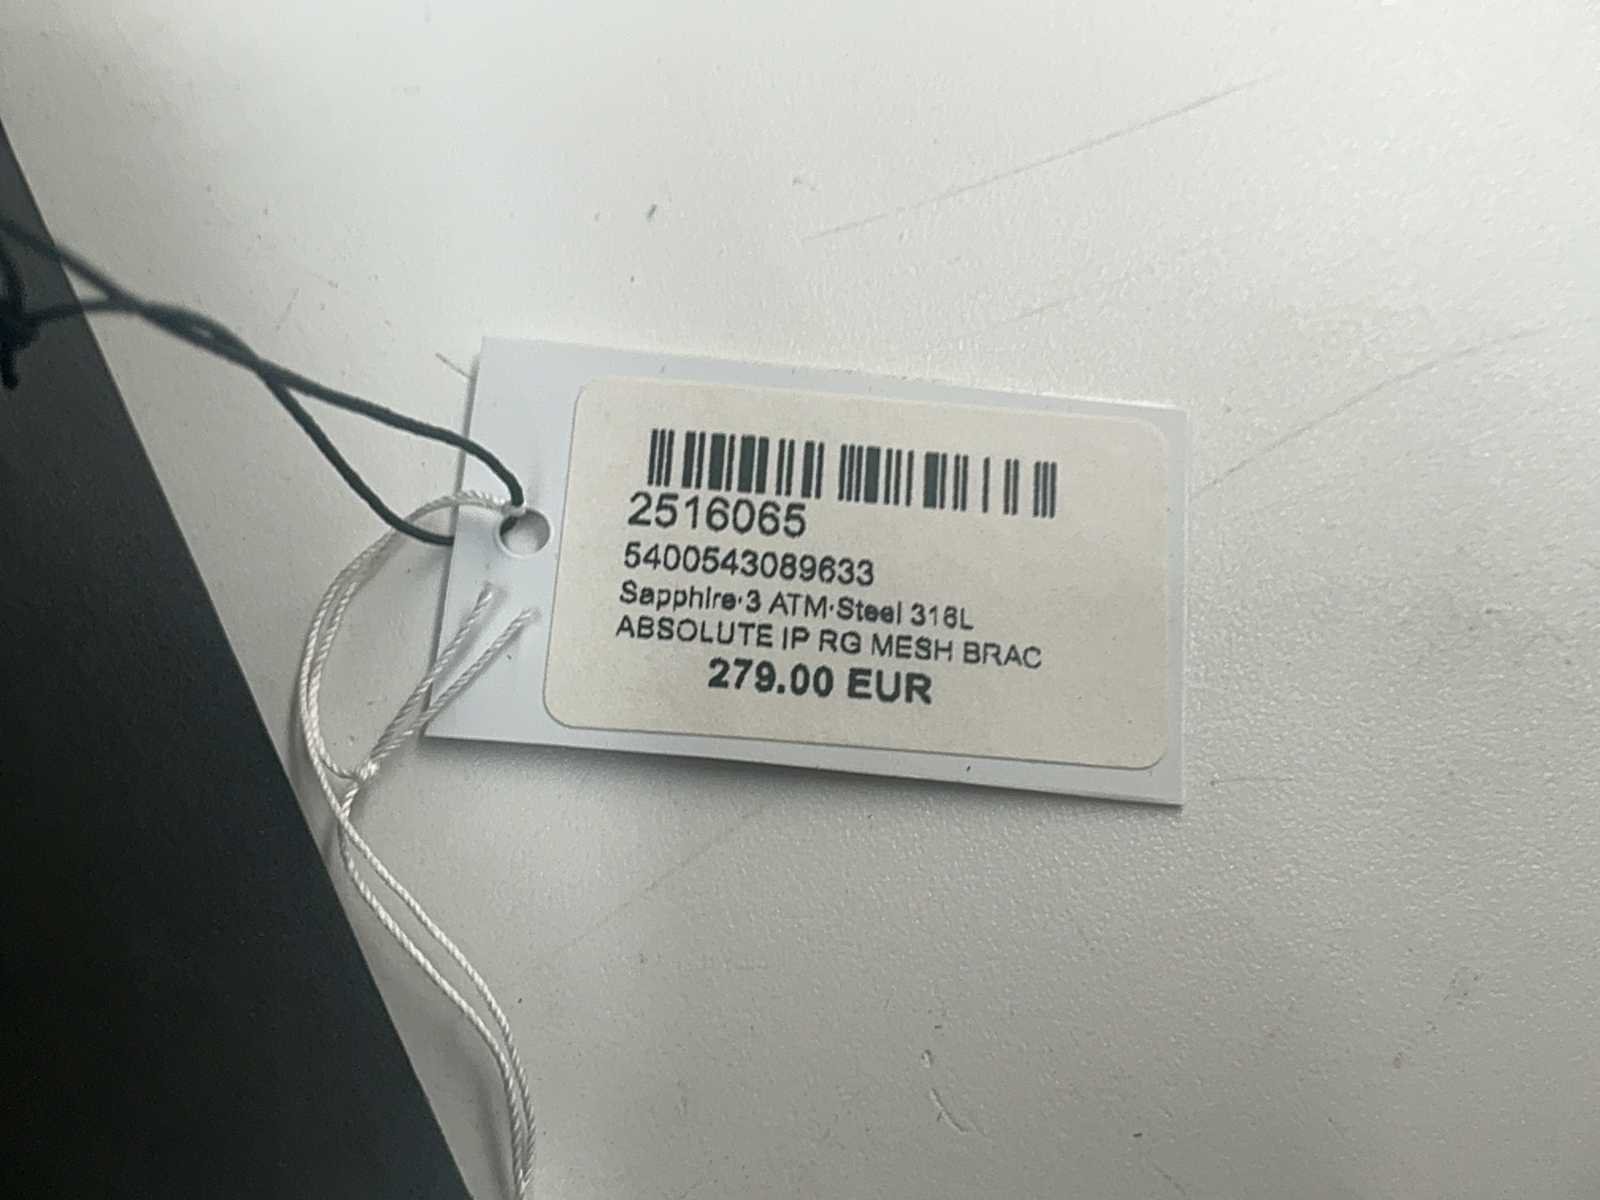 2516065
5400543089633
Sapphire·3 ATM·Steel 316L
ABSOLUTE IP RG MESH BRAC
279.00 EUR